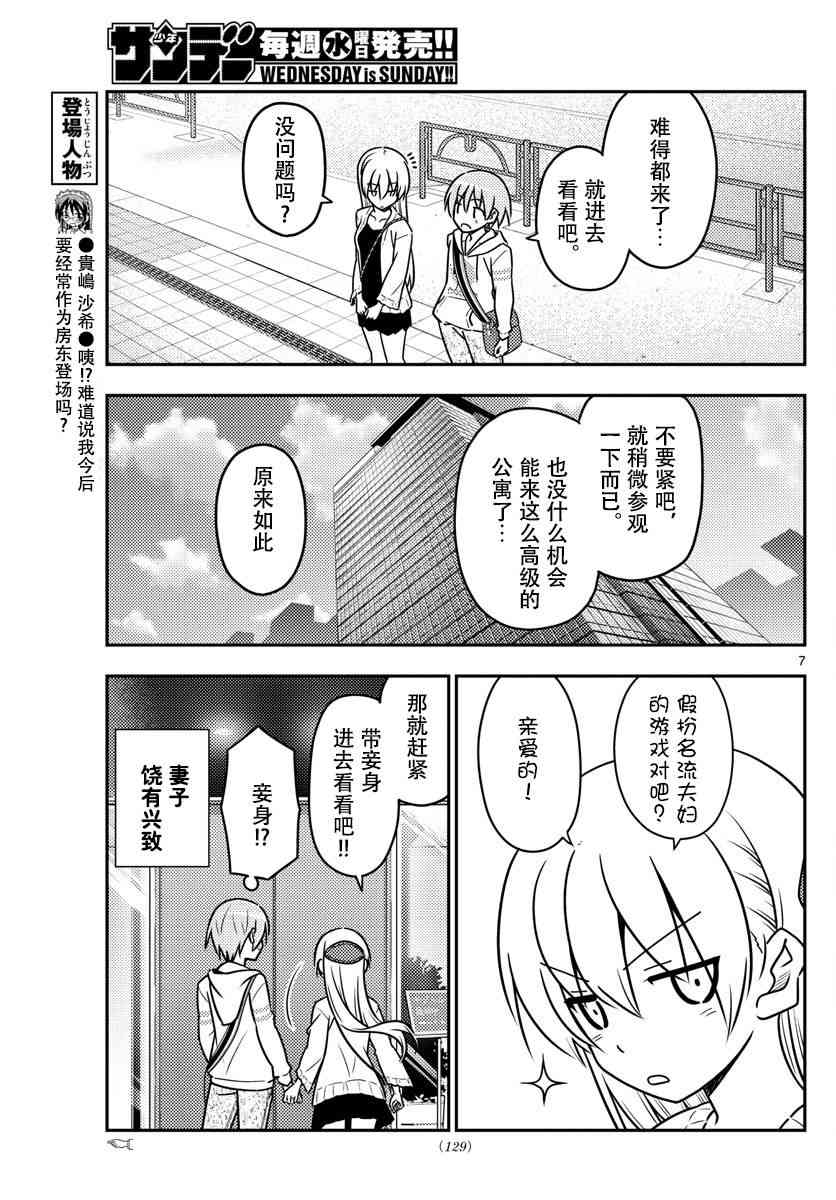 少年
サンデー
毎週水曜日発売!!
WEDNESDAY is SUNDAY!!
とうじょうじんぶつ
登場人物
●貴嶋 沙希●咦!?难道说我今后
要经常作为房东登场吗?
难得都来了…
就进去
看看吧。
没问题
吗?
不要紧吧,
就稍微参观
一下而已。
也没什么机会
能来这么高级的
公寓了…
原来如此
7
假扮名流夫妇
的游戏对吧?
亲爱的!
那就赶紧
带妾身
进去看看吧!!
妾身!?
妻子
饶有兴致
(129)